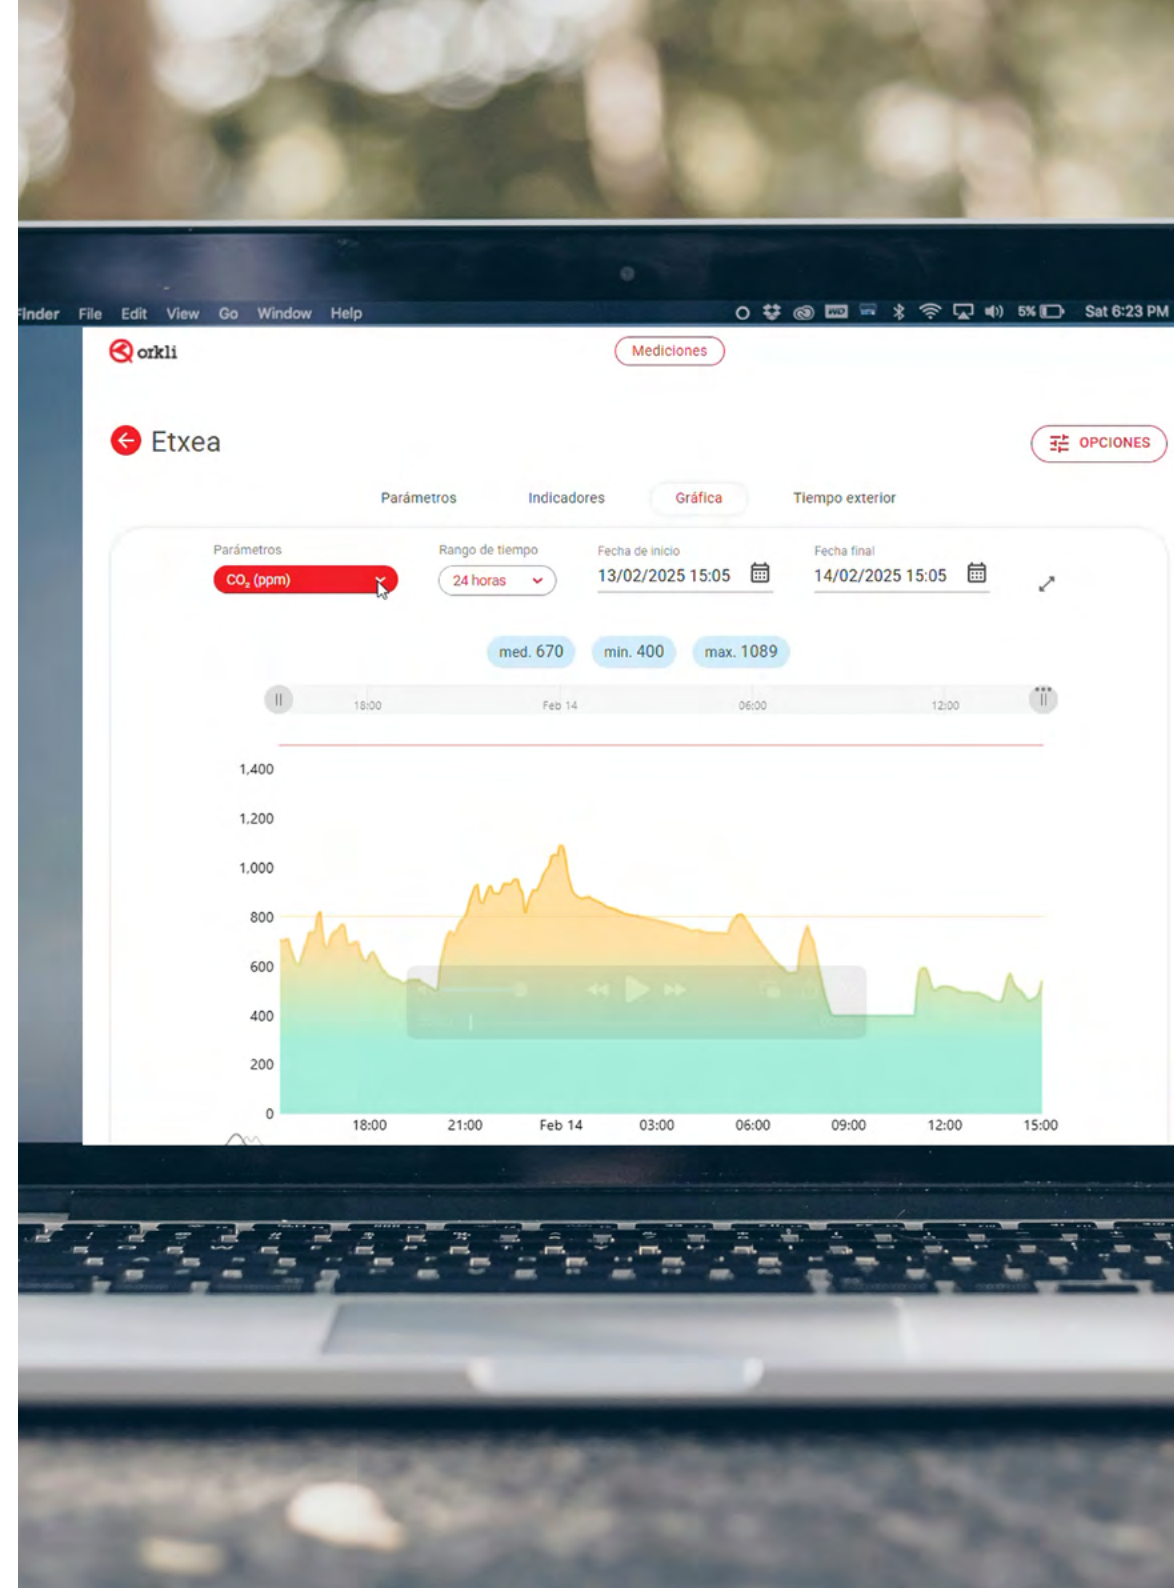 Finder File Edit View Go Window Help 5% Sat 6:23 PM
orkli Mediciones
Etxea OPCIONES
Parámetros Indicadores Gráfica Tiempo exterior
Parámetros Rango de tiempo Fecha de inicio Fecha final
CO₂ (ppm) 24 horas 13/02/2025 15:05 14/02/2025 15:05
med. 670 min. 400 max. 1089
18:00 Feb 14 06:00 12:00
1,400
1,200
1,000
800
600
400
200
0
18:00 21:00 Feb 14 03:00 06:00 09:00 12:00 15:00